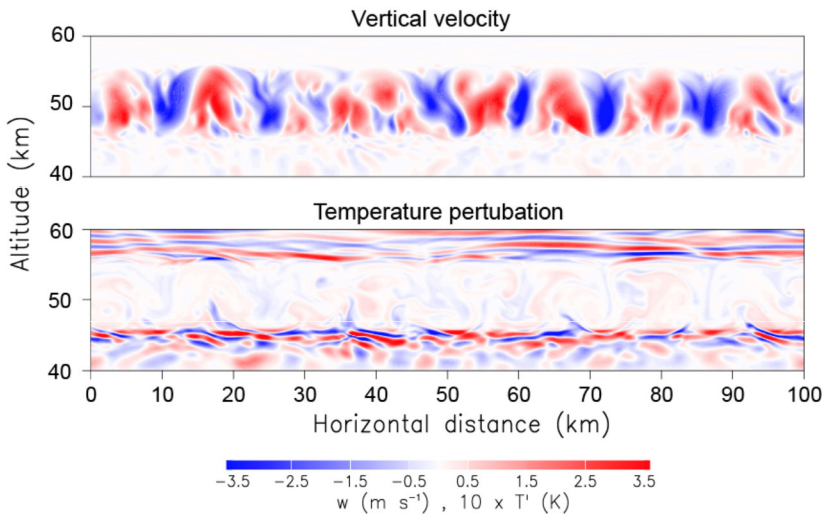 Vertical velocity
60
50
40
Altitude (km)
Temperature pertubation
60
50
40
0 10 20 30 40 50 60 70 80 90 100
Horizontal distance (km)
−3.5 −2.5 −1.5 −0.5 0.5 1.5 2.5 3.5
w (m s⁻¹) , 10 x T' (K)